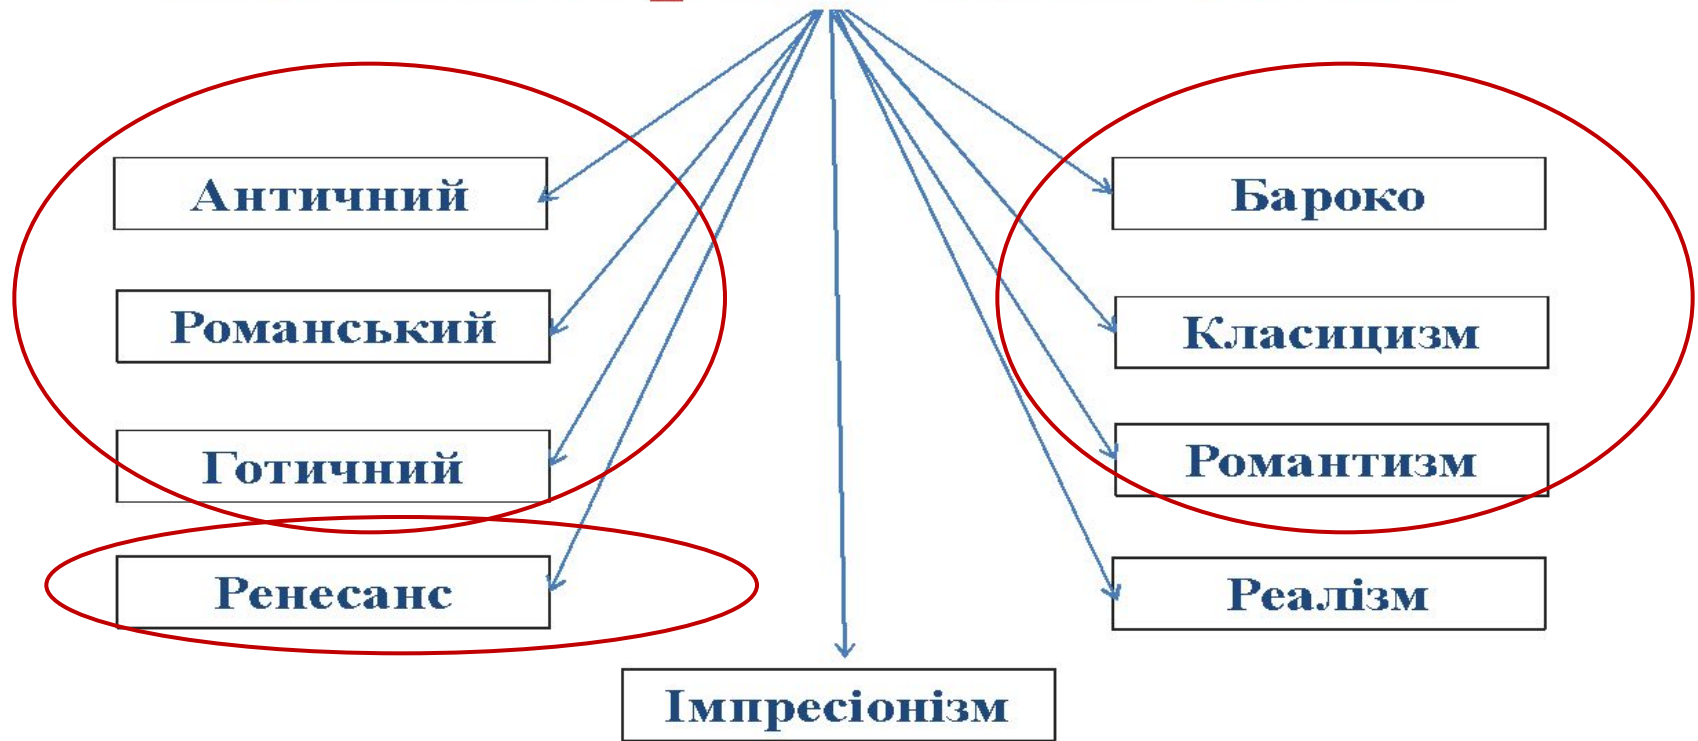 Античний
Романський
Готичний
Ренесанс
Бароко
Класицизм
Романтизм
Реалізм
Імпресіонізм